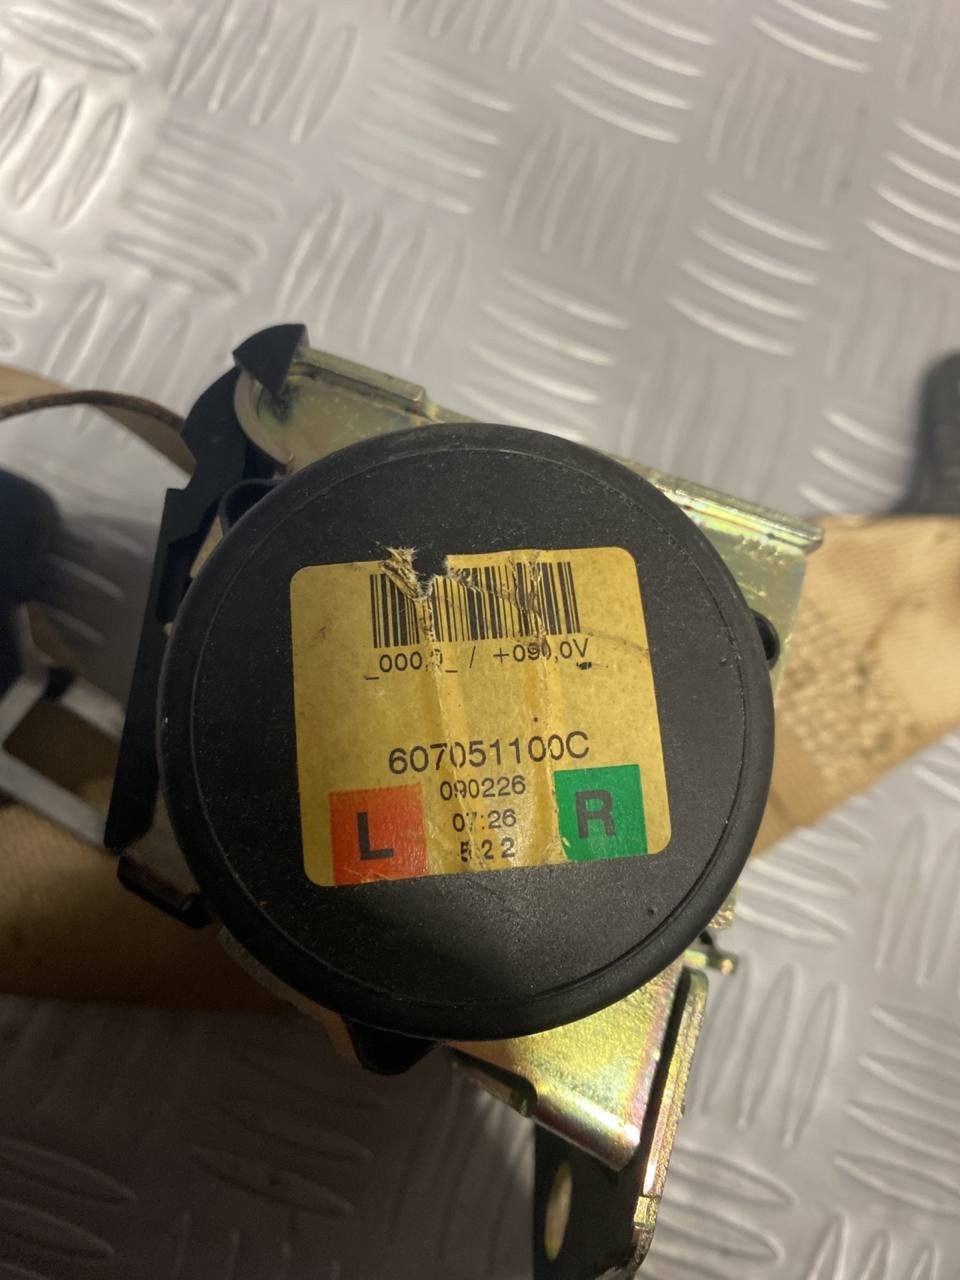 _000,0_ / +090,0V
607051100C
090226
07:26
L
R
522